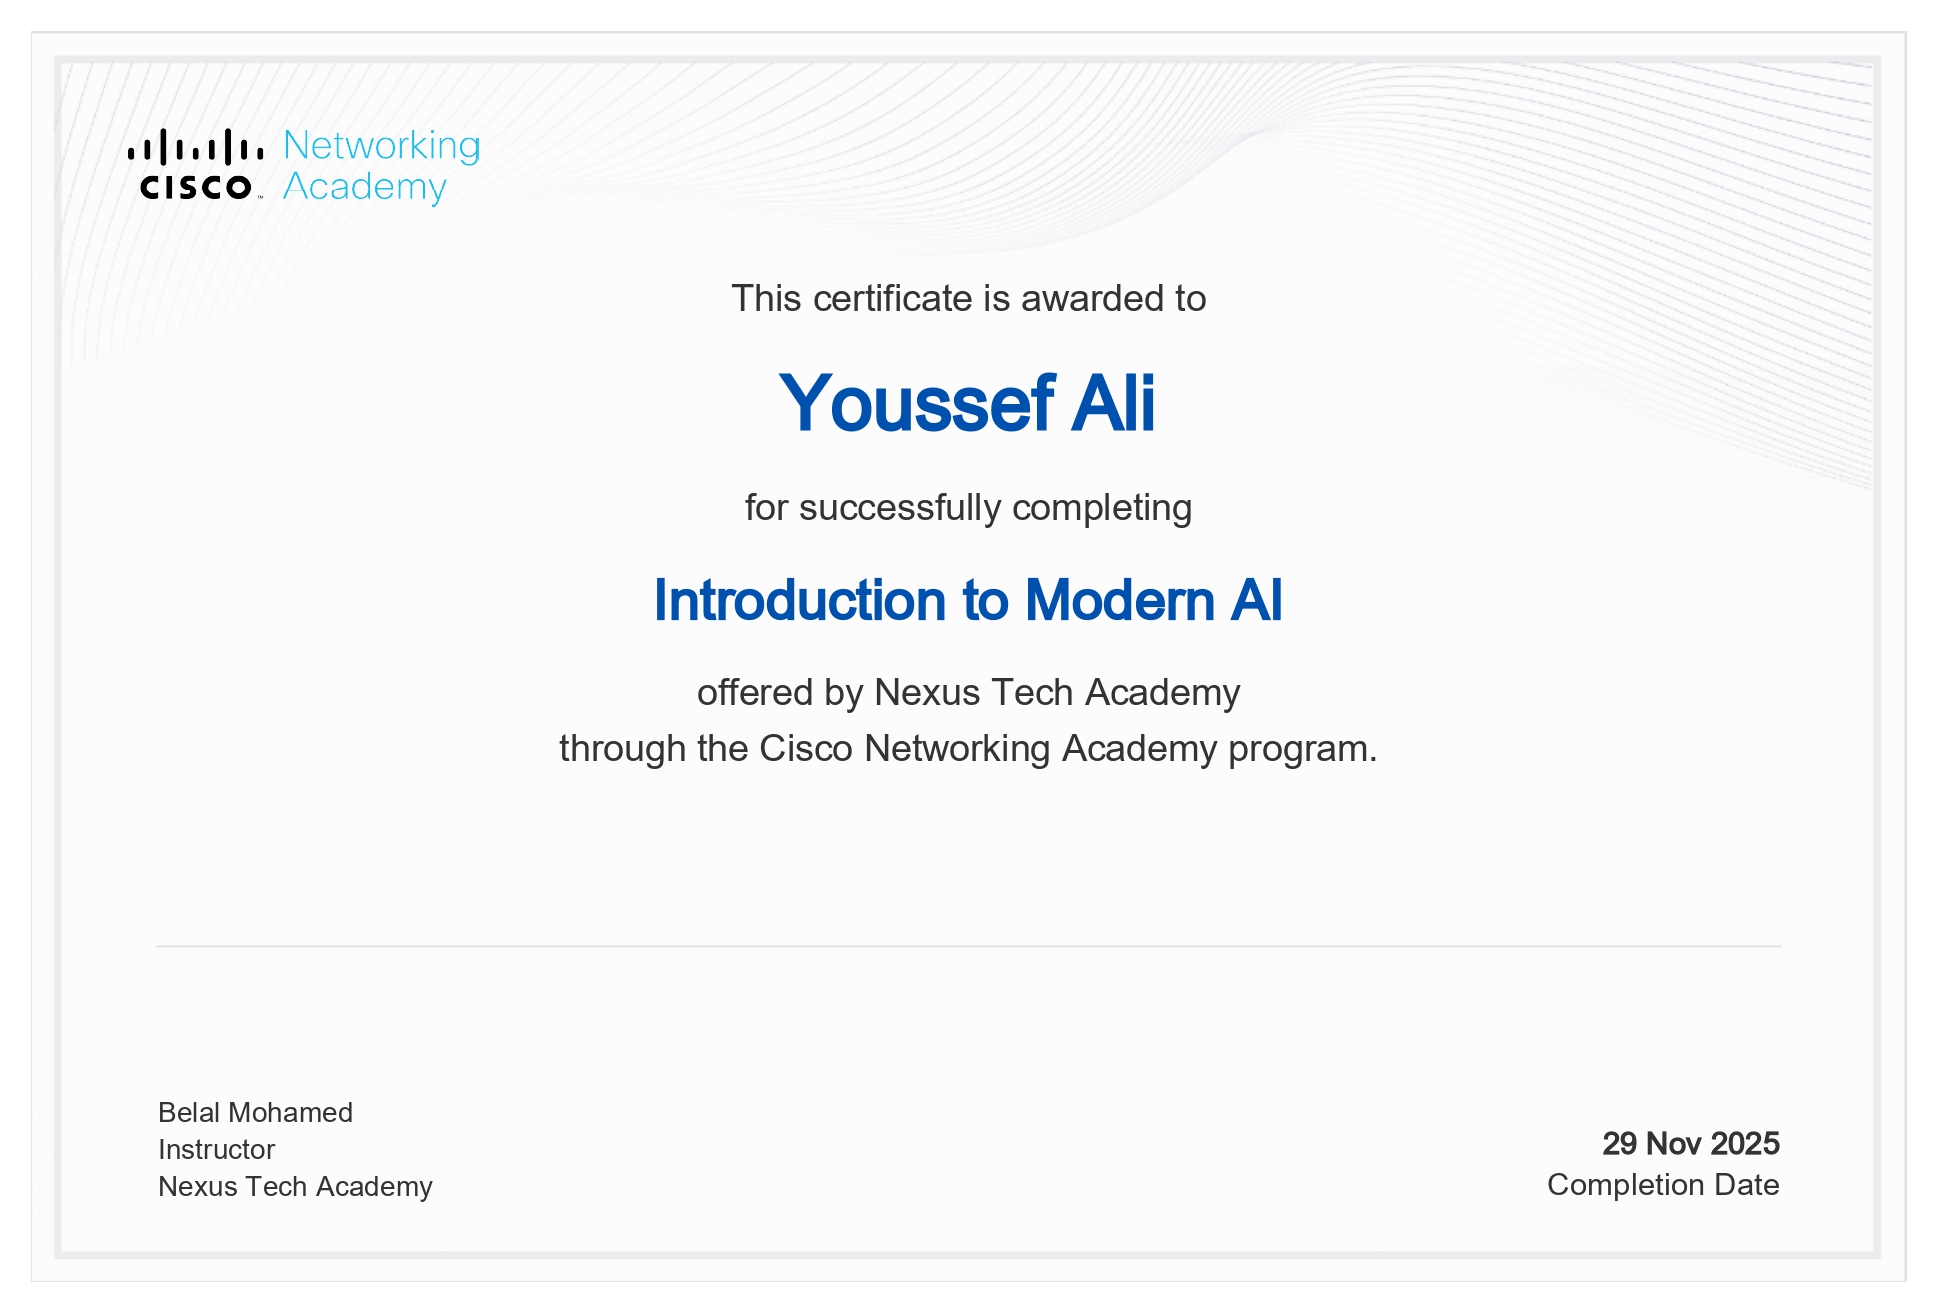 Networking
CISCO Academy
This certificate is awarded to
Youssef Ali
for successfully completing
Introduction to Modern AI
offered by Nexus Tech Academy
through the Cisco Networking Academy program.
Belal Mohamed
Instructor
Nexus Tech Academy
29 Nov 2025
Completion Date